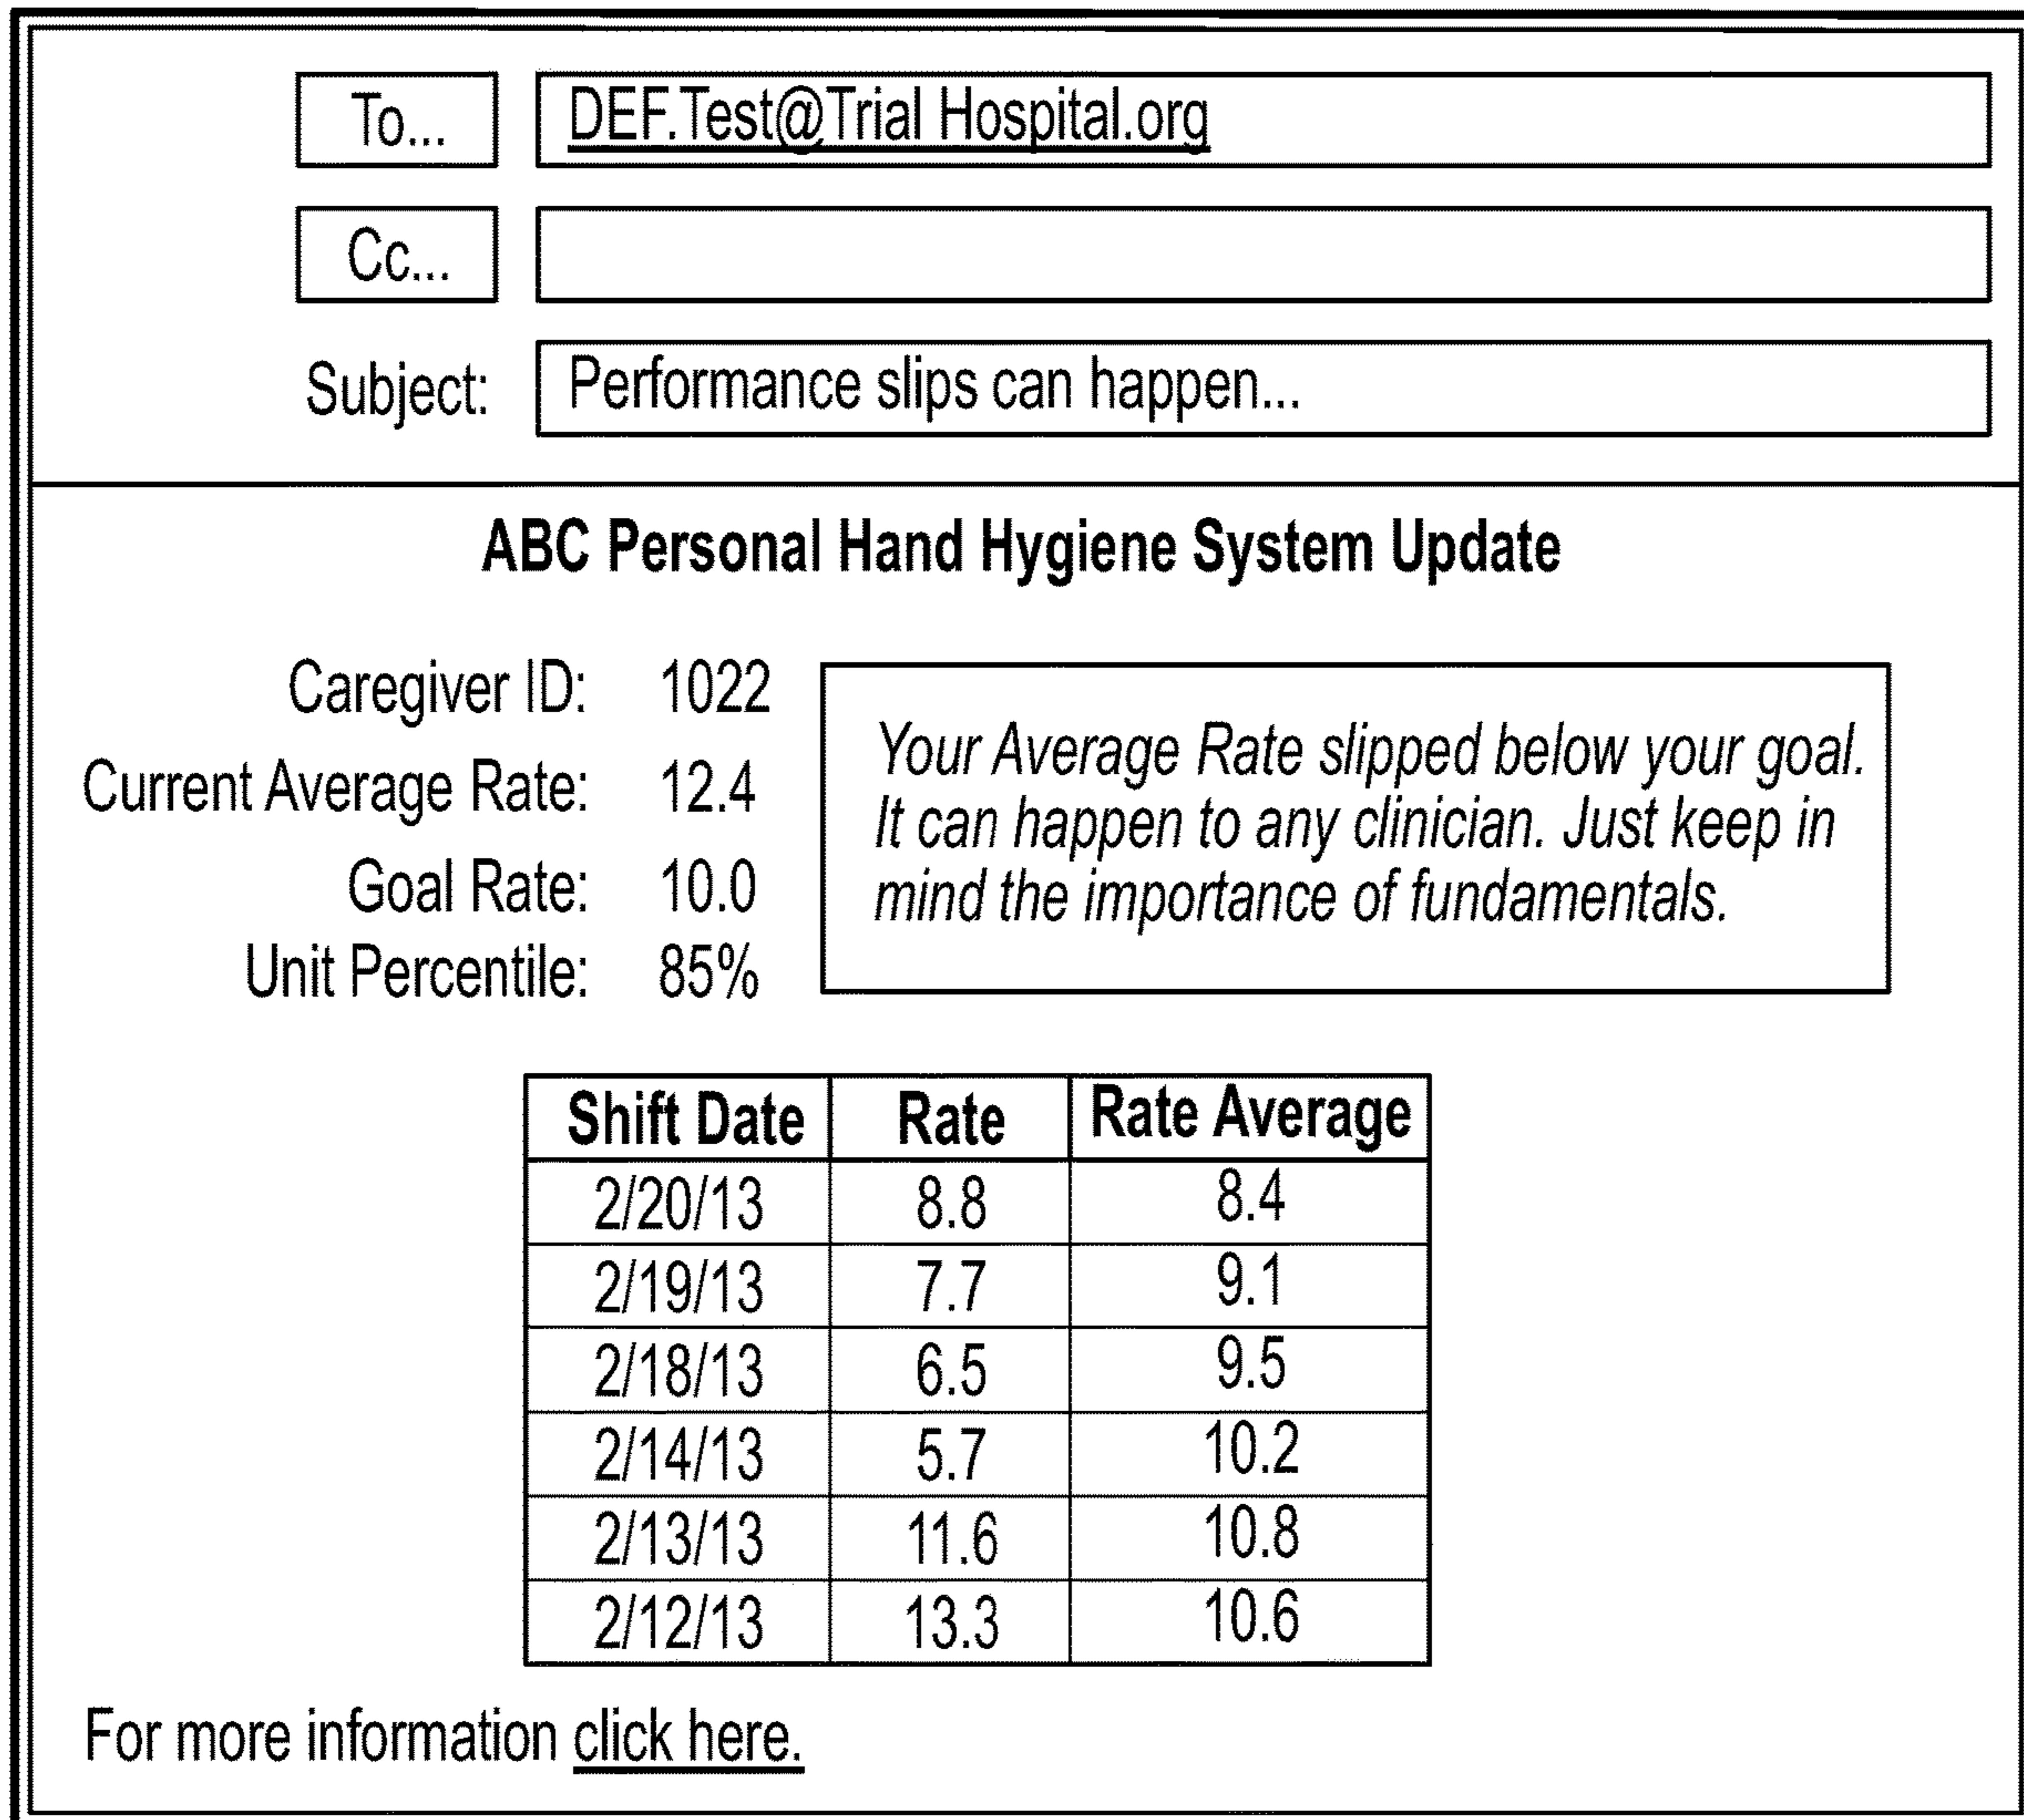 To... DEF.Test@Trial Hospital.org
Cc...
Subject: Performance slips can happen...
ABC Personal Hand Hygiene System Update
Caregiver ID: 1022
Current Average Rate: 12.4
Goal Rate: 10.0
Unit Percentile: 85%
Your Average Rate slipped below your goal.
It can happen to any clinician. Just keep in
mind the importance of fundamentals.
Shift Date Rate Rate Average
2/20/13 8.8 8.4
2/19/13 7.7 9.1
2/18/13 6.5 9.5
2/14/13 5.7 10.2
2/13/13 11.6 10.8
2/12/13 13.3 10.6
For more information click here.